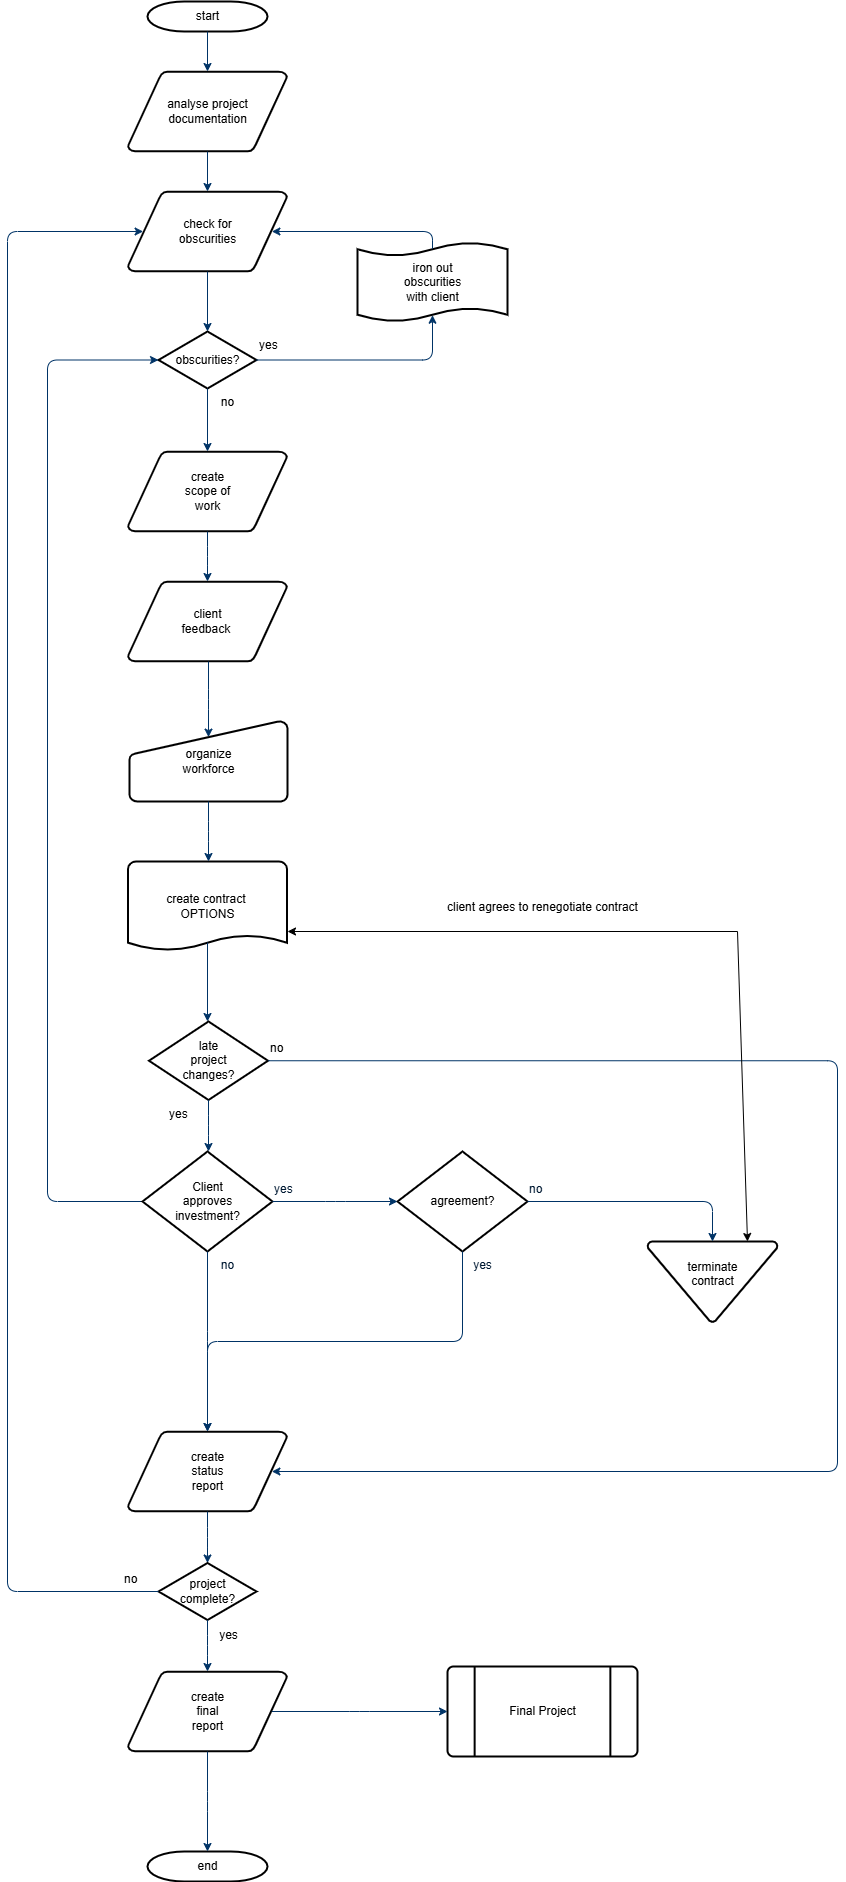 start
analyse project
documentation
check for
obscurities
iron out
obscurities
with client
yes
obscurities?
no
create
scope of
work
client
feedback
organize
workforce
create contract
OPTIONS
client agrees to renegotiate contract
late
project
changes?
no
yes
Client
approves
investment?
yes
agreement?
no
no
yes
terminate
contract
create
status
report
no
project
complete?
yes
create
final
report
Final Project
end